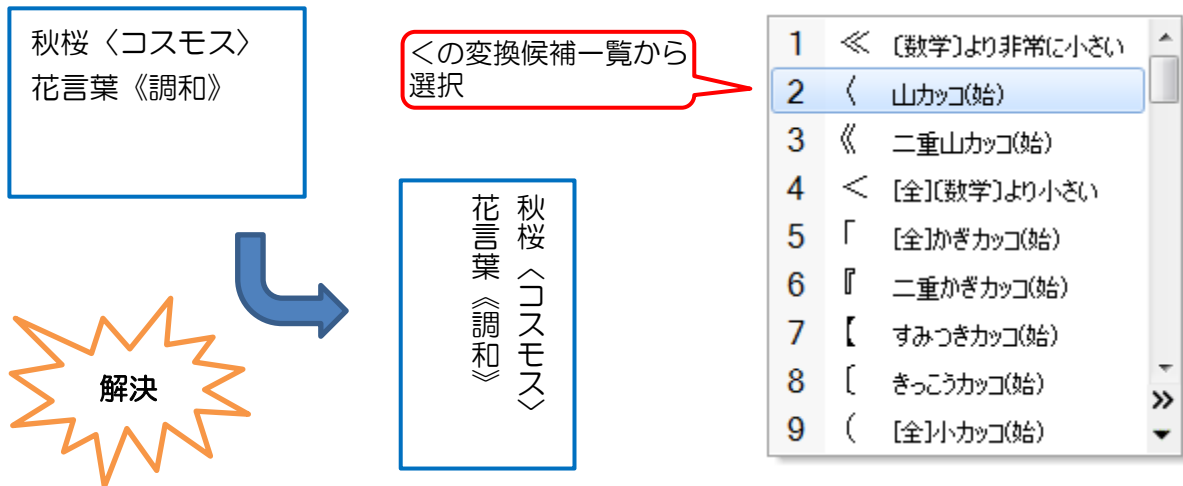 秋桜〈コスモス〉
花言葉《調和》
＜の変換候補一覧から
選択
1 ≪ 〔数学〕より非常に小さい
2 〈 山カッコ(始)
3 《 二重山カッコ(始)
4 ＜ [全]〔数学〕より小さい
5 「 [全]かぎカッコ(始)
6 『 二重かぎカッコ(始)
7 【 すみつきカッコ(始)
8 〔 きっこうカッコ(始)
9 （ [全]小カッコ(始)
秋桜〈コスモス〉
花言葉《調和》
解決